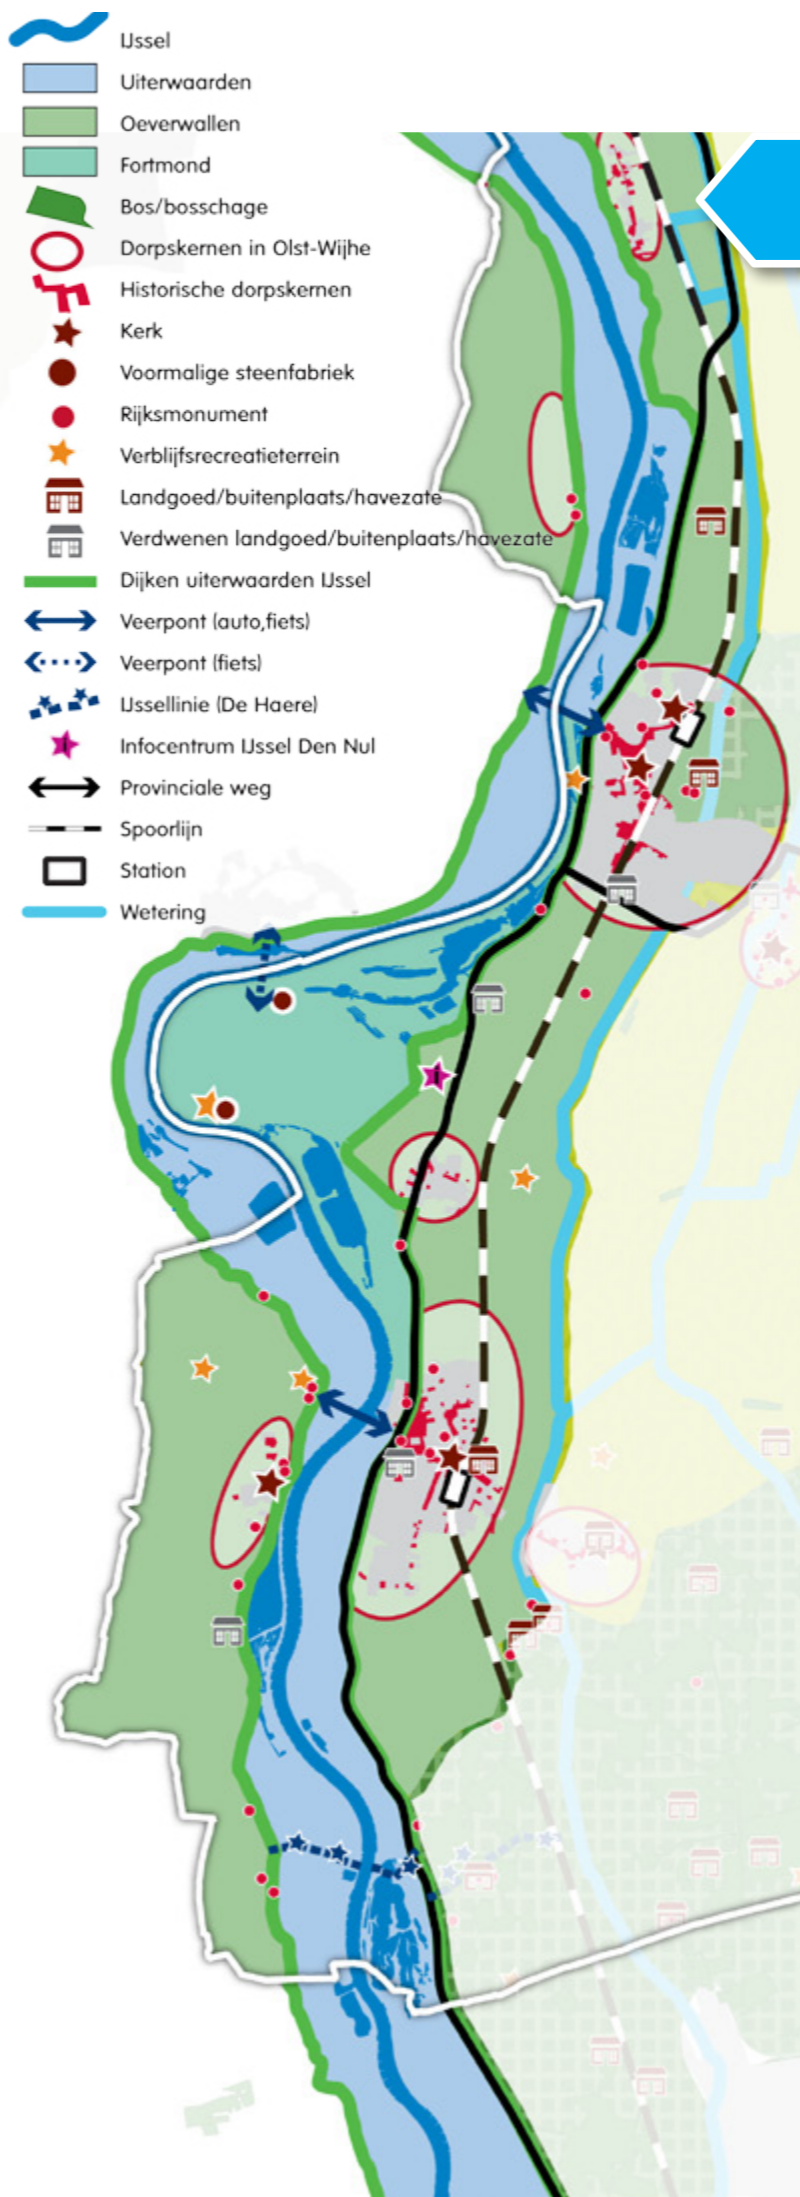 IJssel
Uiterwaarden
Oeverwallen
Fortmond
Bos/bosschage
Dorpskernen in Olst-Wijhe
Historische dorpskernen
Kerk
Voormalige steenfabriek
Rijksmonument
Verblijfsrecreatieterrein
Landgoed/buitenplaats/havezate
Verdwenen landgoed/buitenplaats/havezate
Dijken uiterwaarden IJssel
Veerpont (auto,fiets)
Veerpont (fiets)
IJssellinie (De Haere)
Infocentrum IJssel Den Nul
Provinciale weg
Spoorlijn
Station
Wetering